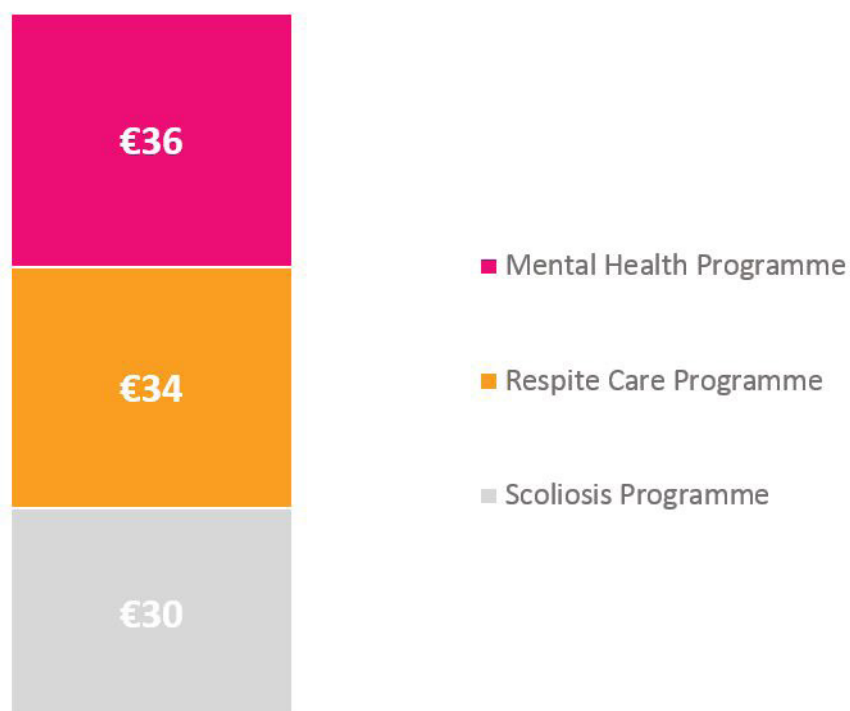 €36
Mental Health Programme
€34
Respite Care Programme
Scoliosis Programme
€30